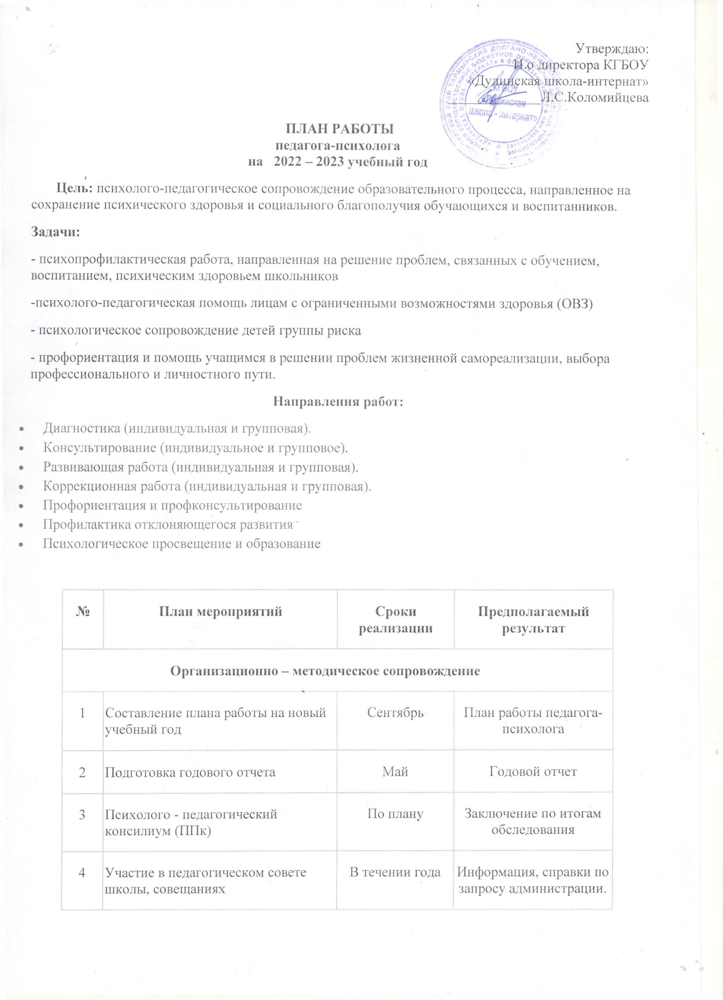 Утверждаю:
И.о директора КГБОУ
«Дудинская школа-интернат»
____________Л.С.Коломийцева
КГБОУ
«Дудинская
школа - интернат»
ПЛАН РАБОТЫ
педагога-психолога
на 2022 – 2023 учебный год
Цель: психолого-педагогическое сопровождение образовательного процесса, направленное на
сохранение психического здоровья и социального благополучия обучающихся и воспитанников.
Задачи:
- психопрофилактическая работа, направленная на решение проблем, связанных с обучением,
воспитанием, психическим здоровьем школьников
-психолого-педагогическая помощь лицам с ограниченными возможностями здоровья (ОВЗ)
- психологическое сопровождение детей группы риска
- профориентация и помощь учащимся в решении проблем жизненной самореализации, выбора
профессионального и личностного пути.
Направления работ:
• Диагностика (индивидуальная и групповая).
• Консультирование (индивидуальное и групповое).
• Развивающая работа (индивидуальная и групповая).
• Коррекционная работа (индивидуальная и групповая).
• Профориентация и профконсультирование
• Профилактика отклоняющегося развития
• Психологическое просвещение и образование
№ План мероприятий Сроки Предполагаемый
реализации результат
Организационно – методическое сопровождение
1 Составление плана работы на новый Сентябрь План работы педагога-
учебный год психолога
2 Подготовка годового отчета Май Годовой отчет
3 Психолого - педагогический По плану Заключение по итогам
консилиум (ППк) обследования
4 Участие в педагогическом совете В течении года Информация, справки по
школы, совещаниях запросу администрации.